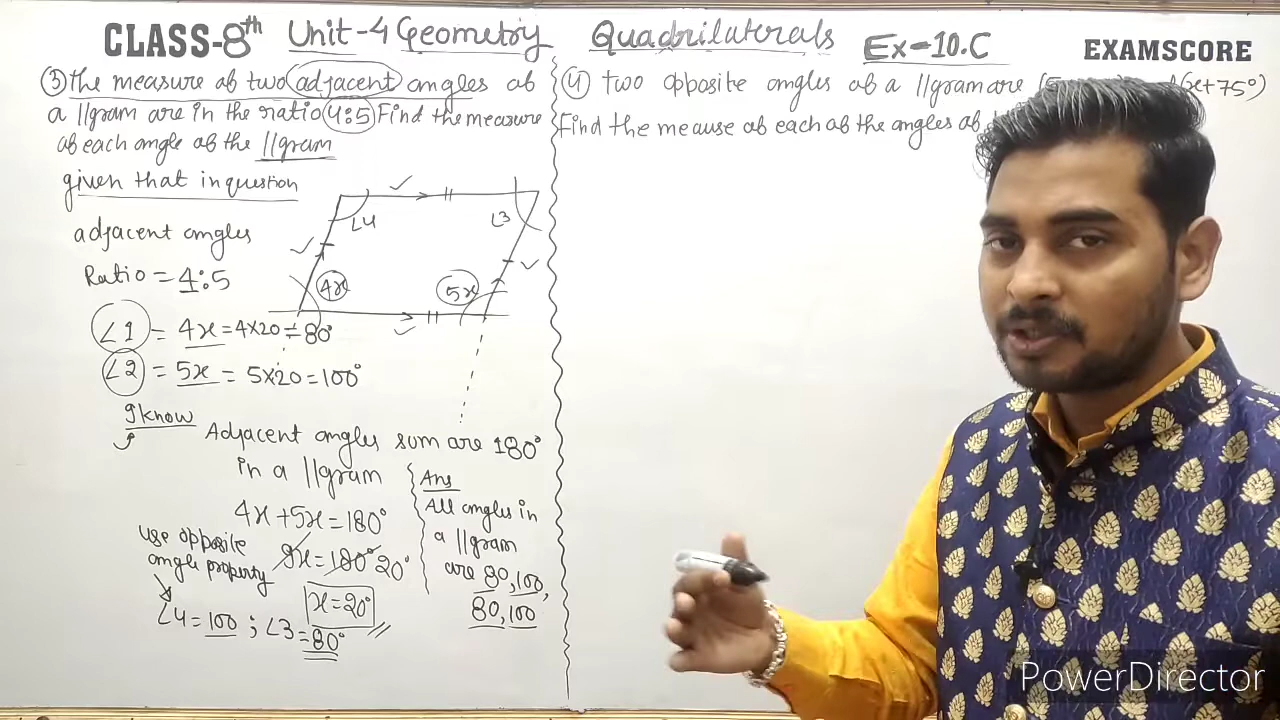 CLASS-8th Unit-4 Geometry Quadrilaterals Ex-10.C EXAMSCORE
③ The measure of two adjacent angles of
a ||gram are in the ratio 4:5 Find the measure
of each angle of the ||gram
given that in question
adjacent angles
Ratio = 4:5
∠1 = 4x = 4×20 = 80°
∠2 = 5x = 5×20 = 100°
∠4 ∠3
4x 5x
I know
Adjacent angles sum are 180°
in a ||gram
4x+5x=180°
9x=180° 20°
x=20°
use opposite
angle property
∠4=100 ; ∠3=80°
Ans
All angles in
a ||gram
are 80,100,
80,100
④ Two opposite angles of a ||gram are
x+75°)
Find the meause of each of the angles of
PowerDirector